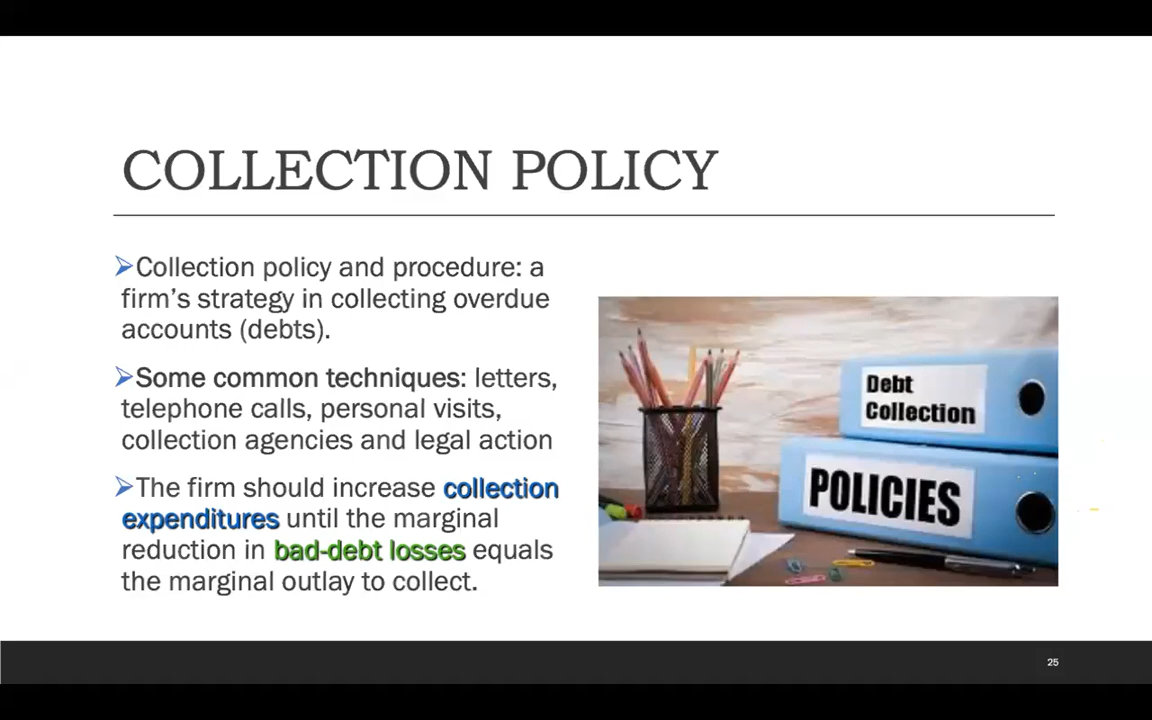 COLLECTION POLICY
➢Collection policy and procedure: a
firm’s strategy in collecting overdue
accounts (debts).
➢Some common techniques: letters,
telephone calls, personal visits,
collection agencies and legal action
➢The firm should increase collection
expenditures until the marginal
reduction in bad-debt losses equals
the marginal outlay to collect.
Debt
Collection
POLICIES
25